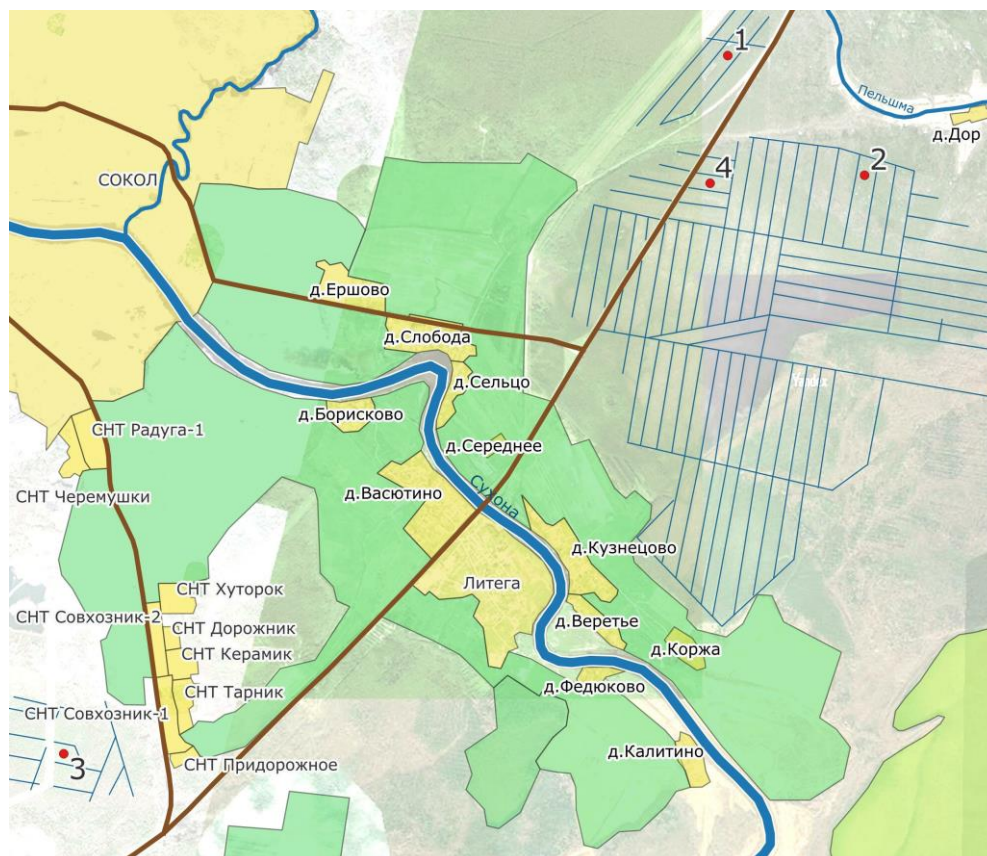 1
Пельшма
д.Дор
2
4
СОКОЛ
д.Ершово
д.Слобода
д.Сельцо
Yandex
д.Борисково
СНТ Радуга-1
д.Середнее
СНТ Черемушки
д.Васютино
Сухона
д.Кузнецово
Литега
СНТ Хуторок
СНТ Совхозник-2
СНТ Дорожник
д.Веретье
д.Коржа
СНТ Керамик
СНТ Тарник
д.Федюково
СНТ Совхозник-1
д.Калитино
СНТ Придорожное
3